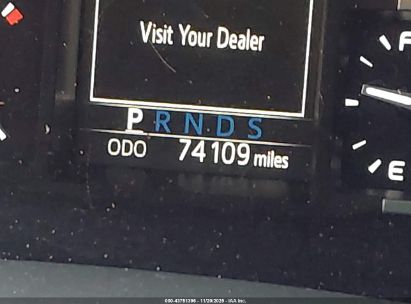 Visit Your Dealer
P R N D S
ODO 74109 miles
F
E